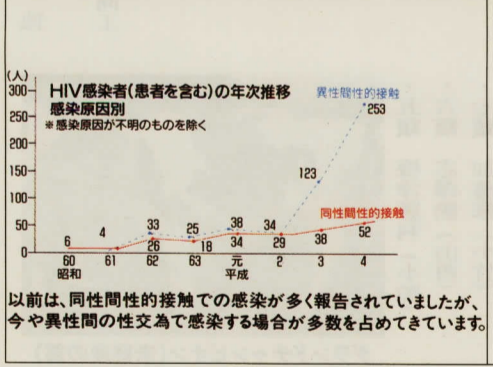 (人)
HIV感染者(患者を含む)の年次推移
感染原因別
※感染原因が不明のものを除く
異性間性的接触
同性間性的接触
300
250
200
150
100
50
0
253
123
6
4
33
25
38
34
26
18
34
29
38
52
60
61
62
63
元
2
3
4
昭和
平成
以前は、同性間性的接触での感染が多く報告されていましたが、
今や異性間の性交為で感染する場合が多数を占めてきています。